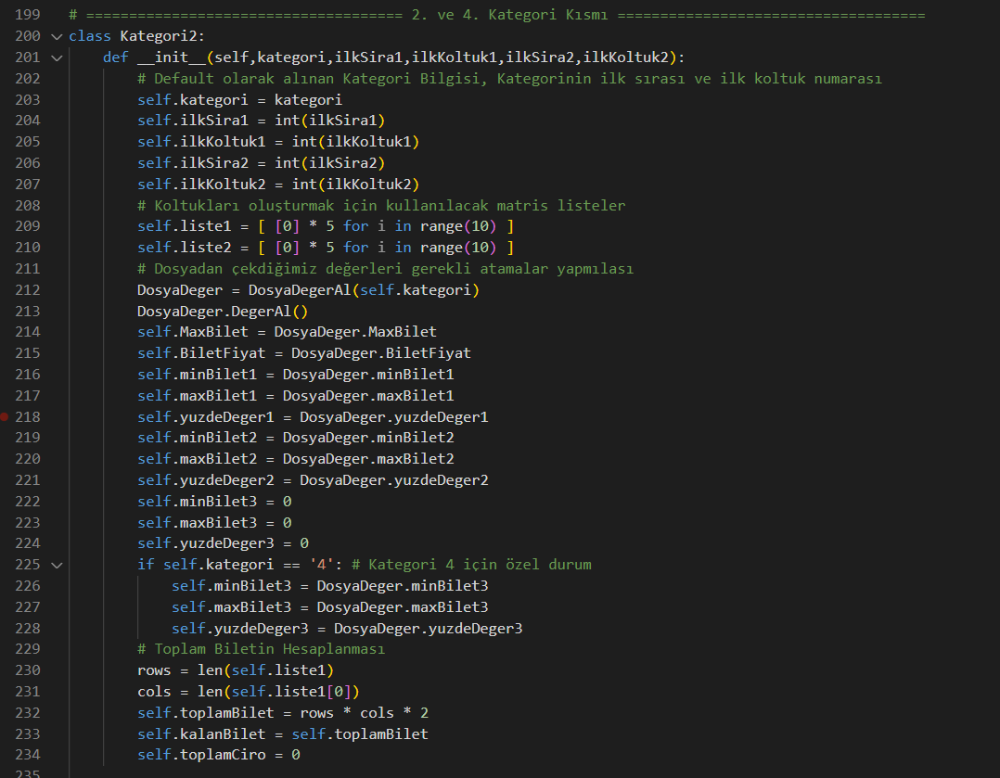 199 # ===================================== 2. ve 4. Kategori Kısmı ====================================
200 class Kategori2:
201 def __init__(self,kategori,ilkSira1,ilkKoltuk1,ilkSira2,ilkKoltuk2):
202 # Default olarak alınan Kategori Bilgisi, Kategorinin ilk sırası ve ilk koltuk numarası
203 self.kategori = kategori
204 self.ilkSira1 = int(ilkSira1)
205 self.ilkKoltuk1 = int(ilkKoltuk1)
206 self.ilkSira2 = int(ilkSira2)
207 self.ilkKoltuk2 = int(ilkKoltuk2)
208 # Koltukları oluşturmak için kullanılacak matris listeler
209 self.liste1 = [ [0] * 5 for i in range(10) ]
210 self.liste2 = [ [0] * 5 for i in range(10) ]
211 # Dosyadan çekdiğimiz değerleri gerekli atamalar yapmılası
212 DosyaDeger = DosyaDegerAl(self.kategori)
213 DosyaDeger.DegerAl()
214 self.MaxBilet = DosyaDeger.MaxBilet
215 self.BiletFiyat = DosyaDeger.BiletFiyat
216 self.minBilet1 = DosyaDeger.minBilet1
217 self.maxBilet1 = DosyaDeger.maxBilet1
218 self.yuzdeDeger1 = DosyaDeger.yuzdeDeger1
219 self.minBilet2 = DosyaDeger.minBilet2
220 self.maxBilet2 = DosyaDeger.maxBilet2
221 self.yuzdeDeger2 = DosyaDeger.yuzdeDeger2
222 self.minBilet3 = 0
223 self.maxBilet3 = 0
224 self.yuzdeDeger3 = 0
225 if self.kategori == '4': # Kategori 4 için özel durum
226 self.minBilet3 = DosyaDeger.minBilet3
227 self.maxBilet3 = DosyaDeger.maxBilet3
228 self.yuzdeDeger3 = DosyaDeger.yuzdeDeger3
229 # Toplam Biletin Hesaplanması
230 rows = len(self.liste1)
231 cols = len(self.liste1[0])
232 self.toplamBilet = rows * cols * 2
233 self.kalanBilet = self.toplamBilet
234 self.toplamCiro = 0
235